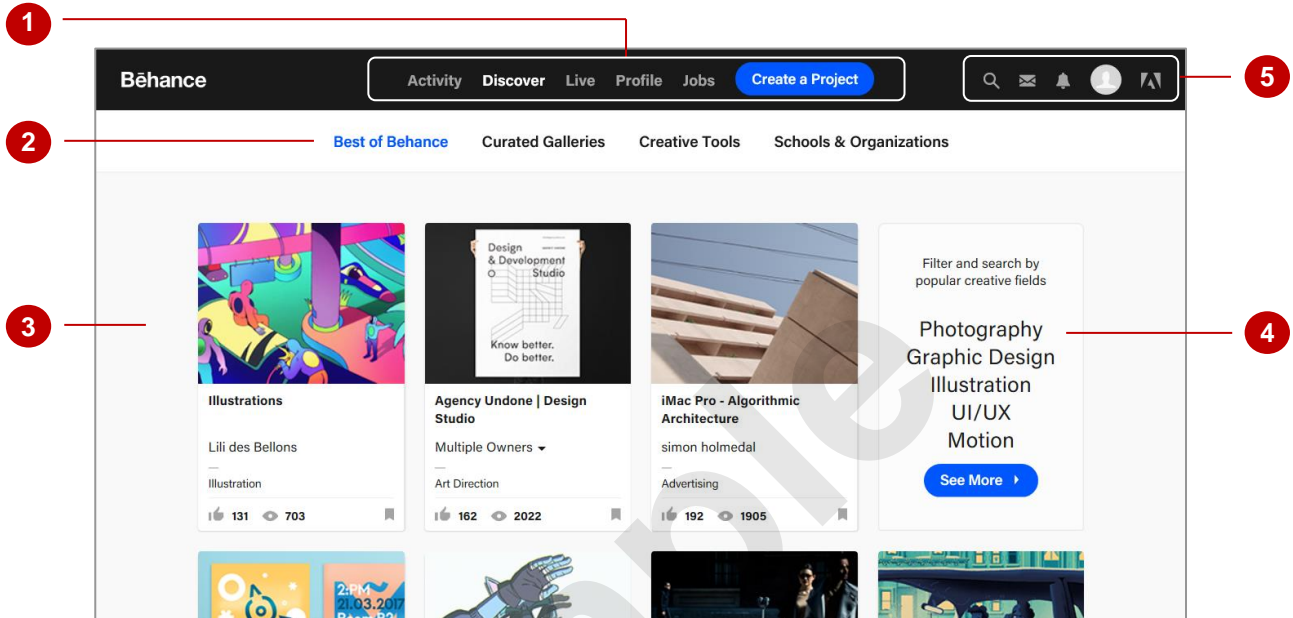 1
Bēhance
Activity Discover Live Profile Jobs Create a Project
5
2
Best of Behance Curated Galleries Creative Tools Schools & Organizations
Design
& Development
Studio
Know better.
Do better.
Filter and search by
popular creative fields
3
Photography
4
Graphic Design
Illustration
UI/UX
Motion
See More
Illustrations
Agency Undone | Design
Studio
iMac Pro - Algorithmic
Architecture
Lili des Bellons
Multiple Owners
simon holmedal
Illustration
Art Direction
Advertising
131 703
162 2022
192 1905
2:PM
21.03.2017